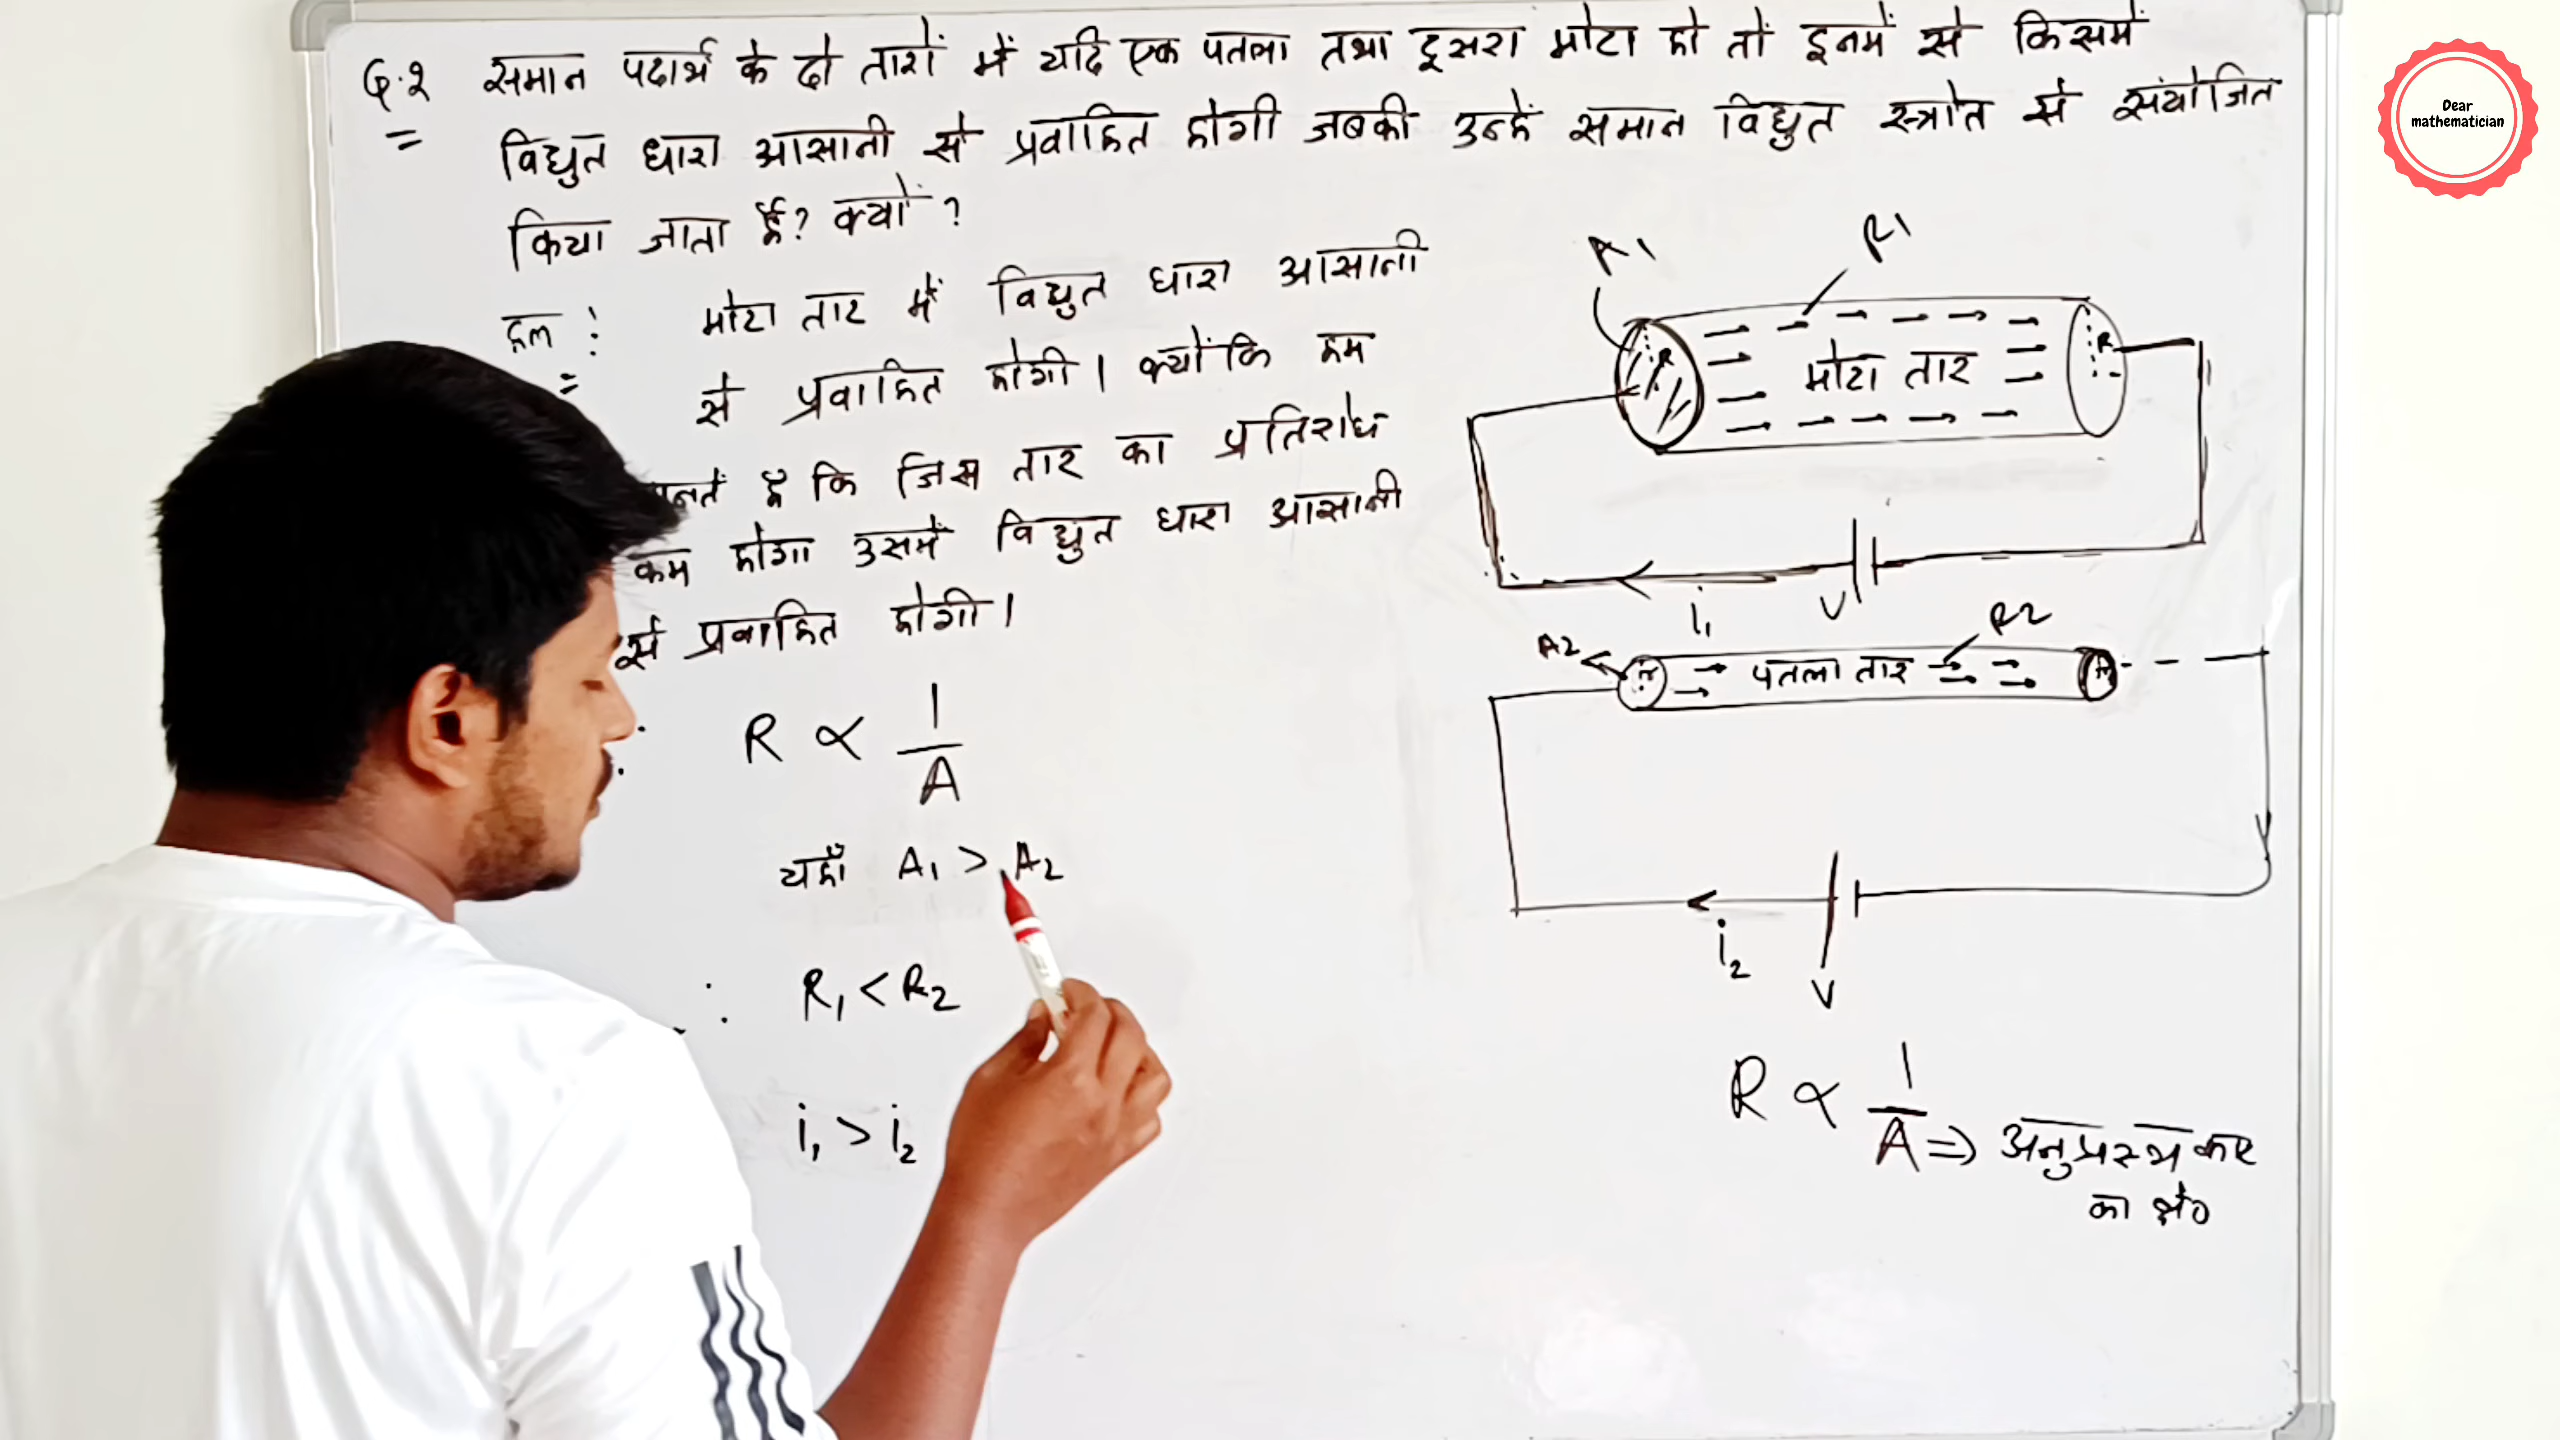 Q.2 समान पदार्थ के दो तारों में यदि एक पतला तथा दूसरा मोटा हो तो इनमें से किसमें
विद्युत धारा आसानी से प्रवाहित होगी जबकी उन्हें समान विद्युत स्त्रोत से संयोजित
किया जाता है? क्यों ?
हल : मोटा तार में विद्युत धारा आसानी
से प्रवाहित होगी। क्योंकि हम
है कि जिस तार का प्रतिरोध
कम होगा उसमें विद्युत धारा आसानी
से प्रवाहित होगी।
R ∝ 1/A
यहाँ A₁ > A₂
∴ R₁ < R₂
i₁ > i₂
A1
R1
R
मोटा तार
R
i₁
V
A2
R2
पतला तार
i₂
V
R ∝ 1/A ⇒ अनुप्रस्थ काट
का क्षे०
Dear
mathematician